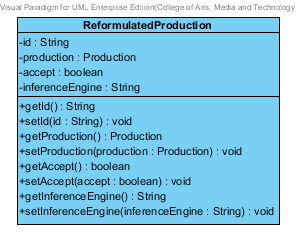 Visual Paradigm for UML Enterprise Edition(College of Arts, Media and Technology
ReformulatedProduction
-id : String
-production : Production
-accept : boolean
-inferenceEngine : String
+getId() : String
+setId(id : String) : void
+getProduction() : Production
+setProduction(production : Production) : void
+getAccept() : boolean
+setAccept(accept : boolean) : void
+getInferenceEngine() : String
+setInferenceEngine(inferenceEngine : String) : void